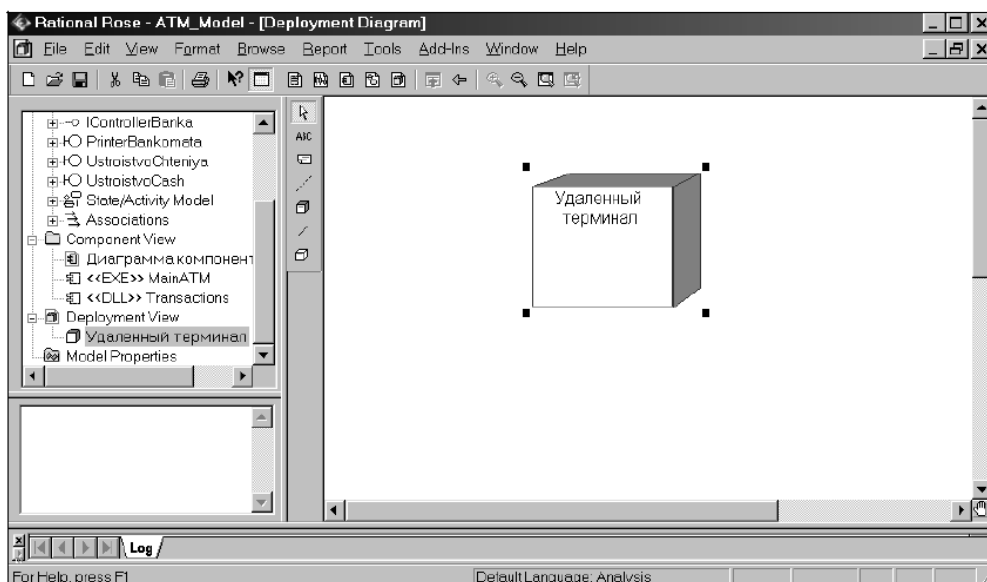 Rational Rose - ATM_Model - [Deployment Diagram]
File Edit View Format Browse Report Tools Add-Ins Window Help
ABC
IControllerBanka
PrinterBankomata
UstroistvoChteniya
UstroistvoCash
State/Activity Model
Associations
Component View
Диаграмма компонент
<<EXE>> MainATM
<<DLL>> Transactions
Deployment View
Удаленный терминал
Model Properties
Удаленный
терминал
Log
For Help, press F1
Default Language: Analysis